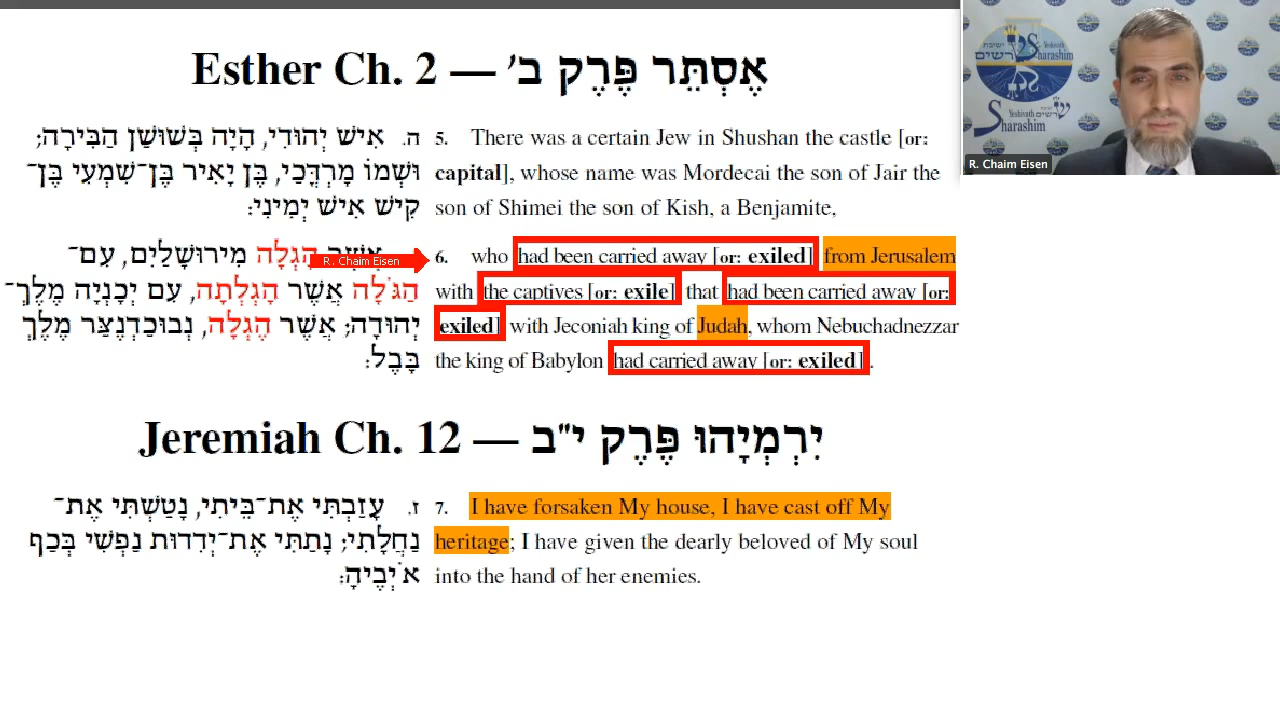 Esther Ch. 2 — אֶסְתֵּר פֶּרֶק ב׳
ה. אִישׁ יְהוּדִי, הָיָה בְּשׁוּשַׁן הַבִּירָה;
וּשְׁמוֹ מָרְדֳּכַי, בֶּן יָאִיר בֶּן־שִׁמְעִי בֶּן־
קִישׁ אִישׁ יְמִינִי:
5. There was a certain Jew in Shushan the castle [or:
capital], whose name was Mordecai the son of Jair the
son of Shimei the son of Kish, a Benjamite,
הָגְלָה מִירוּשָׁלַיִם, עִם־
הַגֹּלָה אֲשֶׁר הָגְלְתָה, עִם יְכָנְיָה מֶלֶךְ־
יְהוּדָה; אֲשֶׁר הֶגְלָה, נְבוּכַדְנֶצַּר מֶלֶךְ
בָּבֶל:
R. Chaim Eisen
6. who had been carried away [or: exiled] from Jerusalem
with the captives [or: exile] that had been carried away [or:
exiled] with Jeconiah king of Judah, whom Nebuchadnezzar
the king of Babylon had carried away [or: exiled].
Jeremiah Ch. 12 — יִרְמְיָהוּ פֶּרֶק י"ב
ז. עָזַבְתִּי אֶת־בֵּיתִי, נָטַשְׁתִּי אֶת־
נַחֲלָתִי; נָתַתִּי אֶת־יְדִדוּת נַפְשִׁי בְּכַף
אֹיְבֶיהָ:
7. I have forsaken My house, I have cast off My
heritage; I have given the dearly beloved of My soul
into the hand of her enemies.
Yeshivath
Sharashim
ישיבת
שרשים
Yeshivath
Sharashim
R. Chaim Eisen